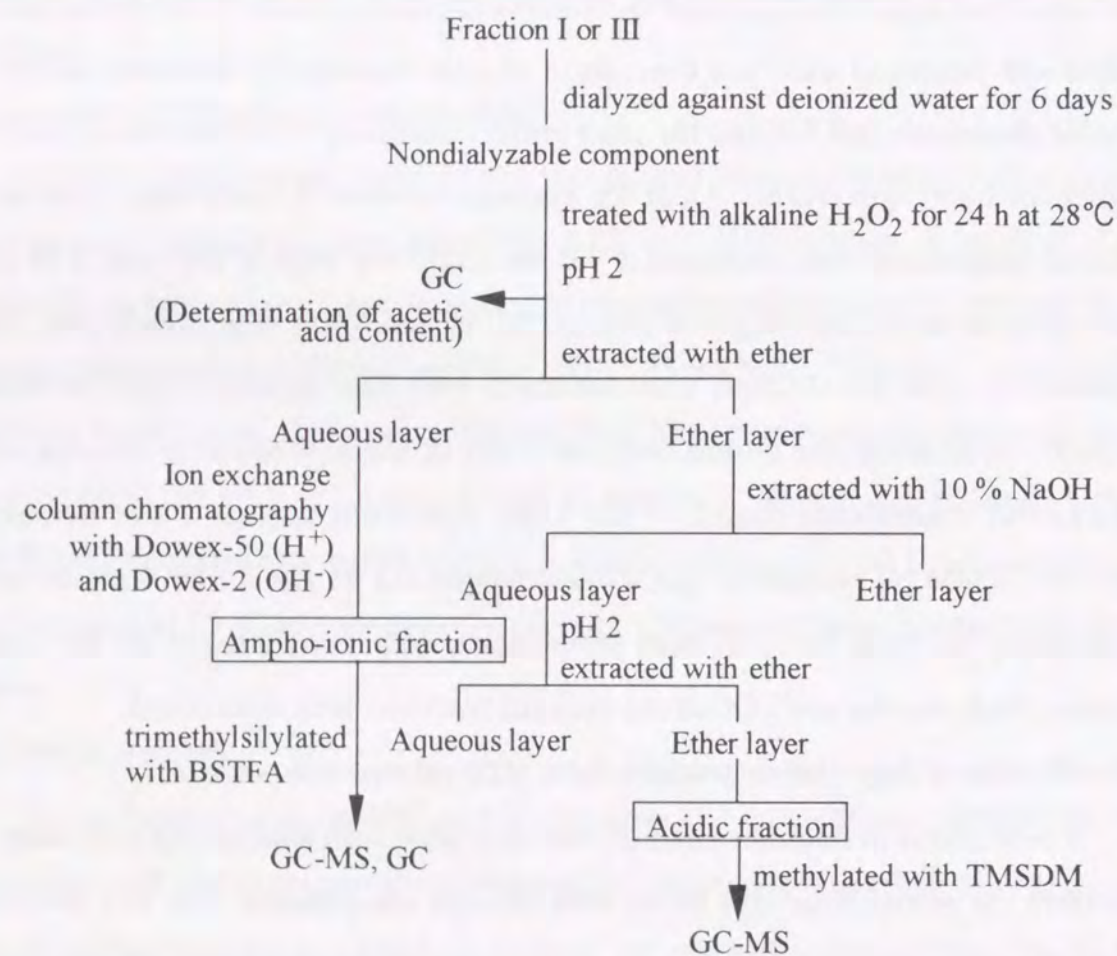 Fraction I or III
dialyzed against deionized water for 6 days
Nondialyzable component
treated with alkaline H₂O₂ for 24 h at 28℃
pH 2
GC
(Determination of acetic
acid content)
extracted with ether
Aqueous layer
Ether layer
Ion exchange
column chromatography
with Dowex-50 (H⁺)
and Dowex-2 (OH⁻)
extracted with 10 % NaOH
Aqueous layer
Ether layer
pH 2
extracted with ether
Ampho-ionic fraction
trimethylsilylated
with BSTFA
Aqueous layer
Ether layer
Acidic fraction
GC-MS, GC
methylated with TMSDM
GC-MS